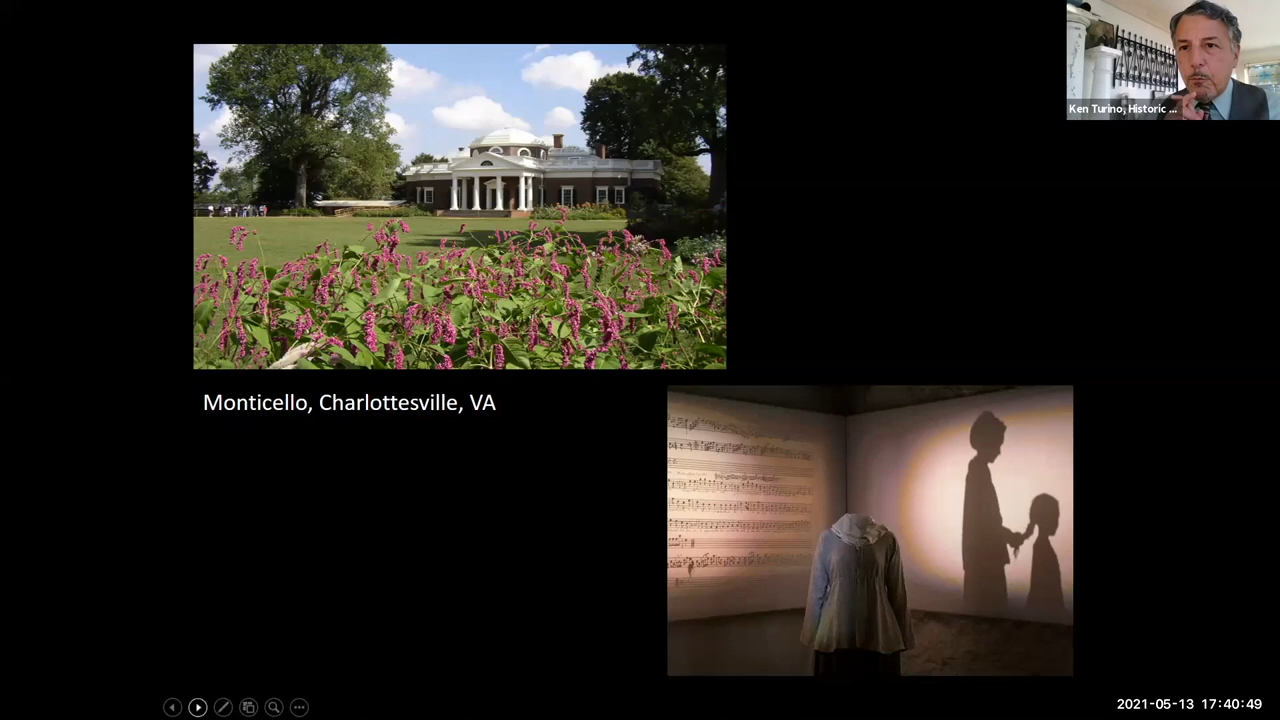 Ken Turino, Historic ...
Monticello, Charlottesville, VA
2021-05-13 17:40:49